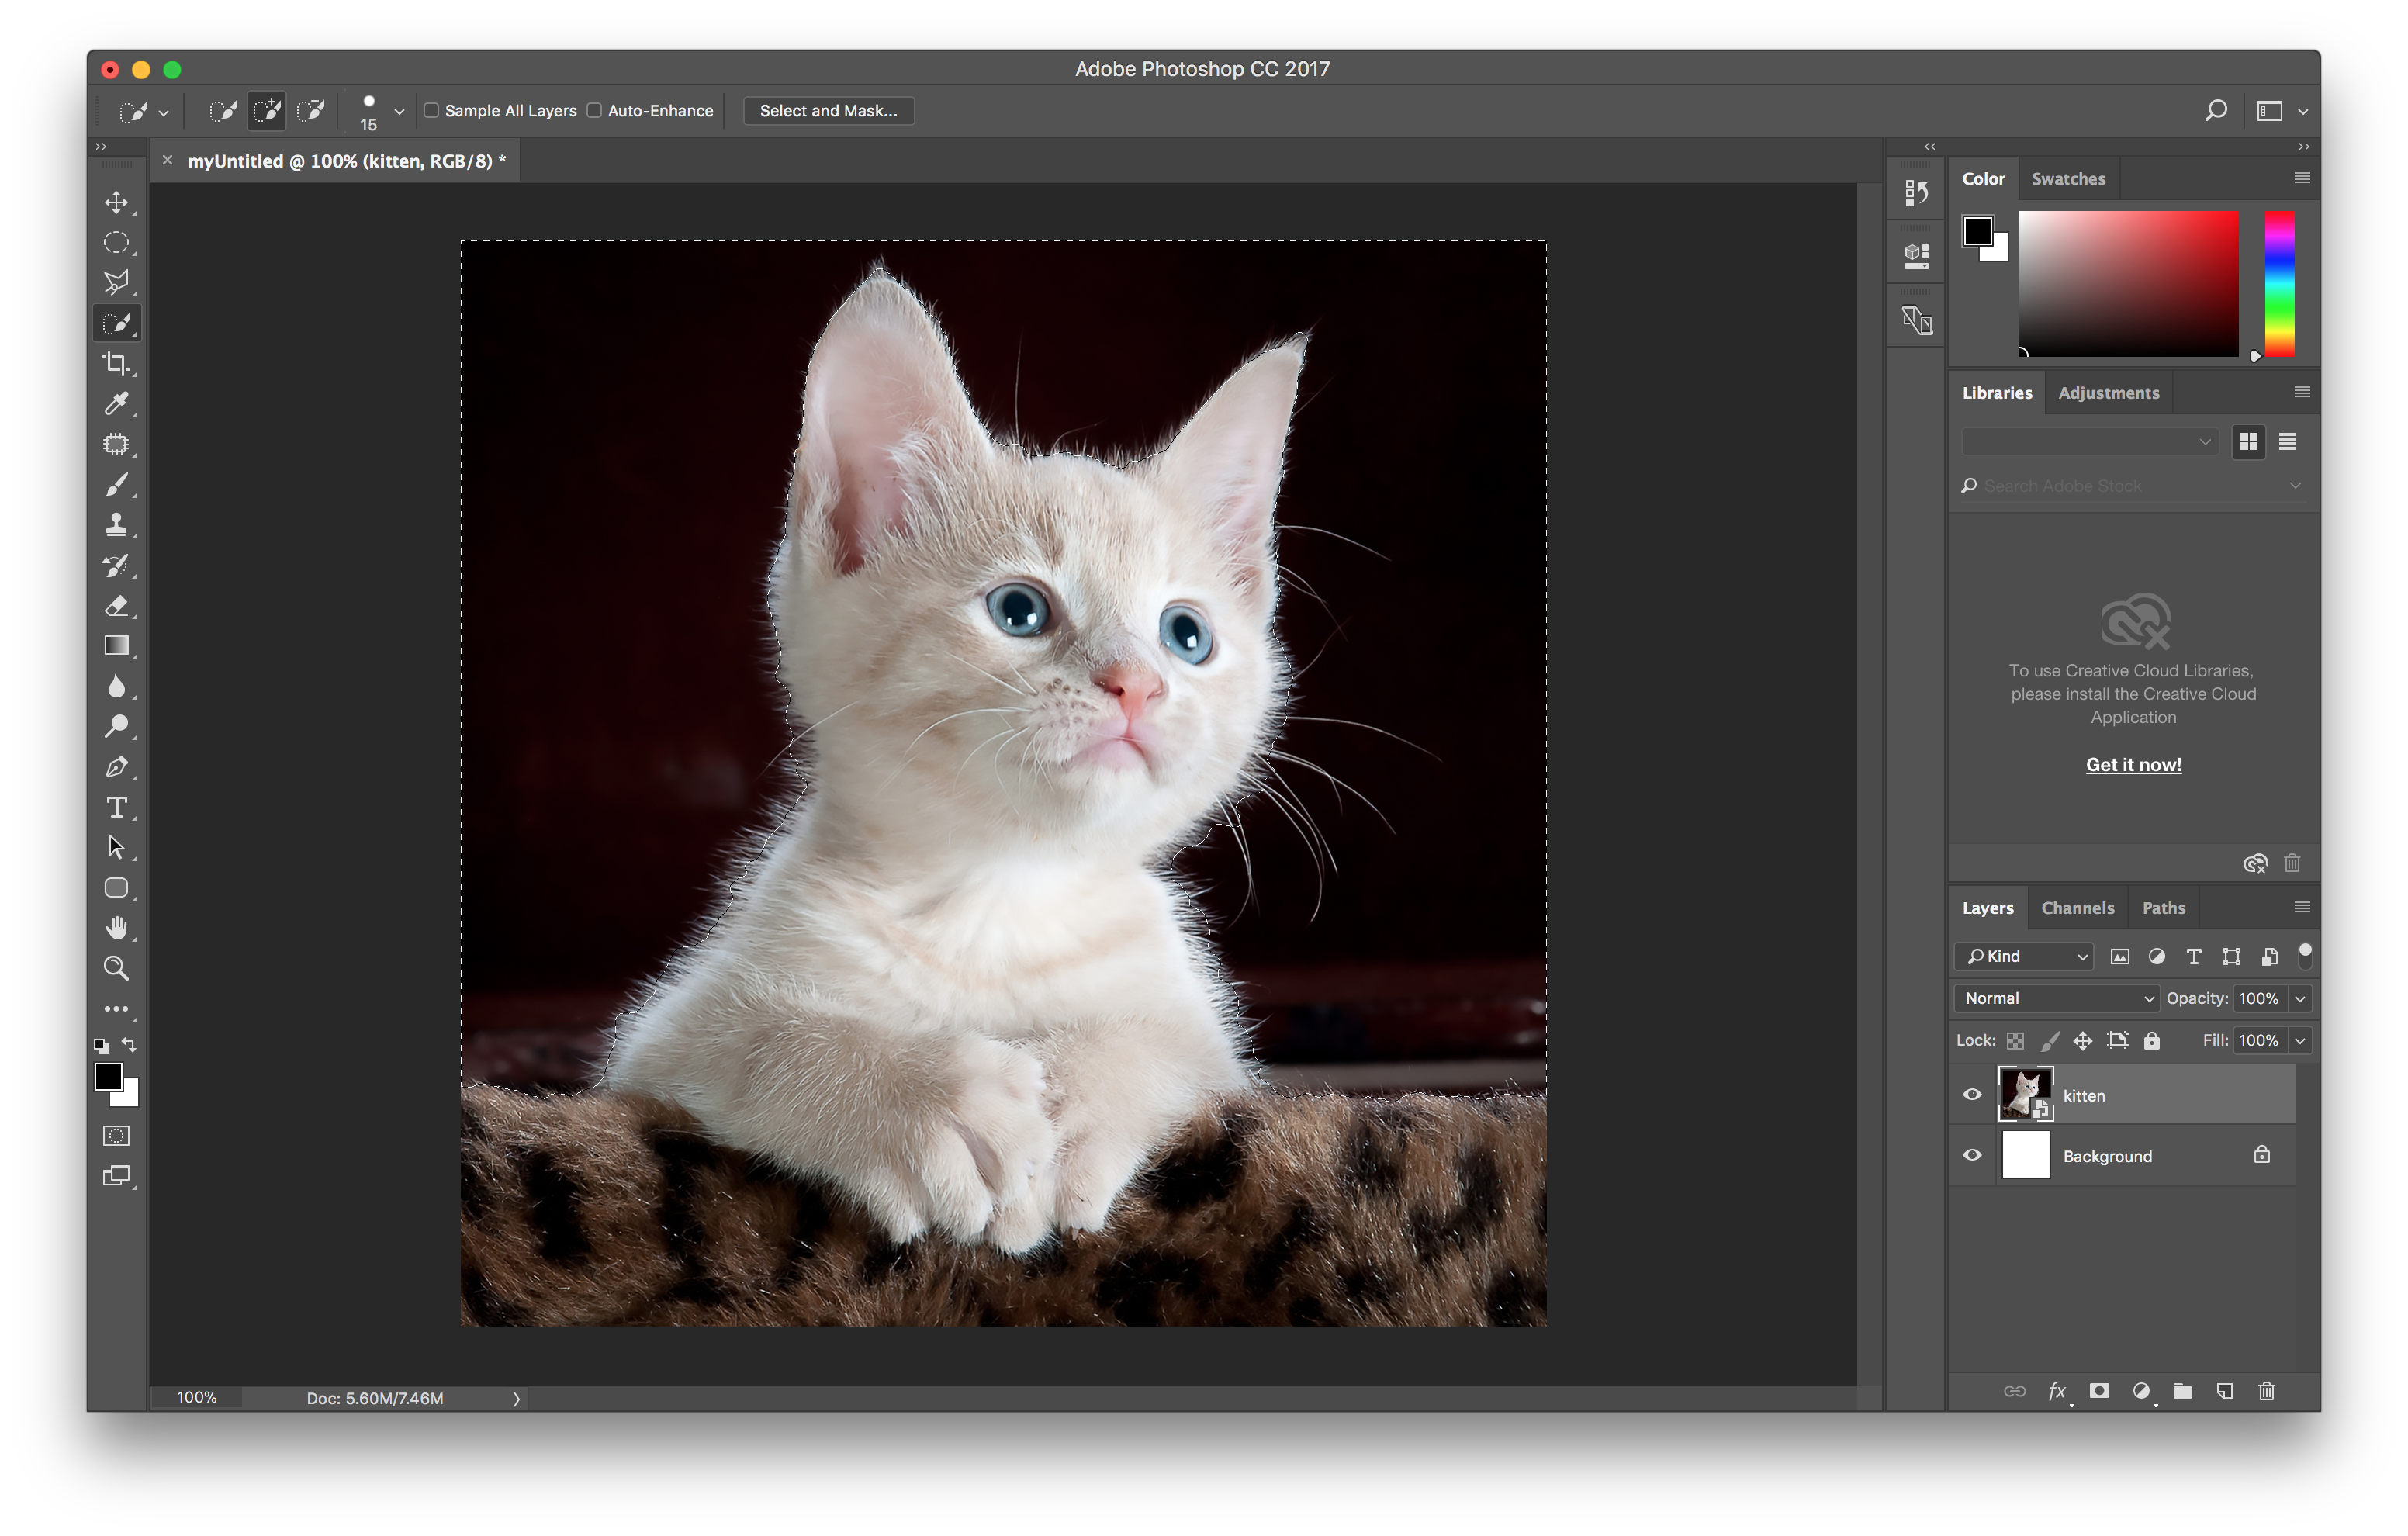 Adobe Photoshop CC 2017
15
Sample All Layers
Auto-Enhance
Select and Mask...
myUntitled @ 100% (kitten, RGB/8) *
Color
Swatches
Libraries
Adjustments
Search Adobe Stock
To use Creative Cloud Libraries,
please install the Creative Cloud
Application
Get it now!
Layers
Channels
Paths
Kind
Normal
Opacity: 100%
Lock:
Fill: 100%
kitten
Background
fx
100%
Doc: 5.60M/7.46M